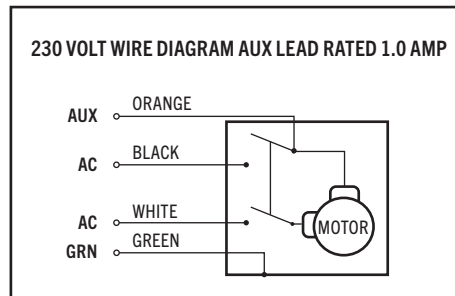 230 VOLT WIRE DIAGRAM AUX LEAD RATED 1.0 AMP
AUX ORANGE
AC BLACK
AC WHITE
GRN GREEN
MOTOR